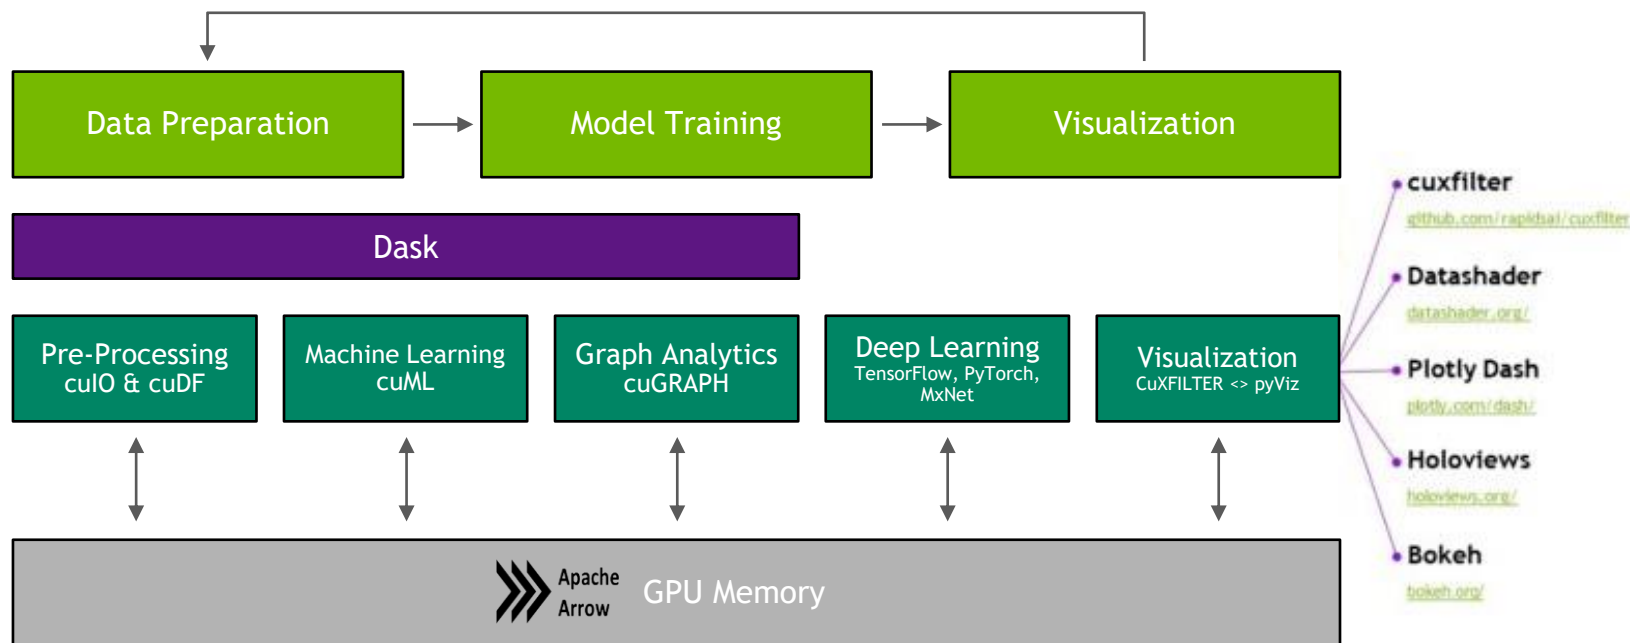 Data Preparation
Model Training
Visualization
Dask
Pre-Processing
cuIO & cuDF
Machine Learning
cuML
Graph Analytics
cuGRAPH
Deep Learning
TensorFlow, PyTorch,
MxNet
Visualization
CuXFILTER <> pyViz
Apache
Arrow
GPU Memory
cuxfilter
github.com/rapidsai/cuxfilter
Datashader
datashader.org/
Plotly Dash
plotly.com/dash/
Holoviews
holoviews.org/
Bokeh
bokeh.org/